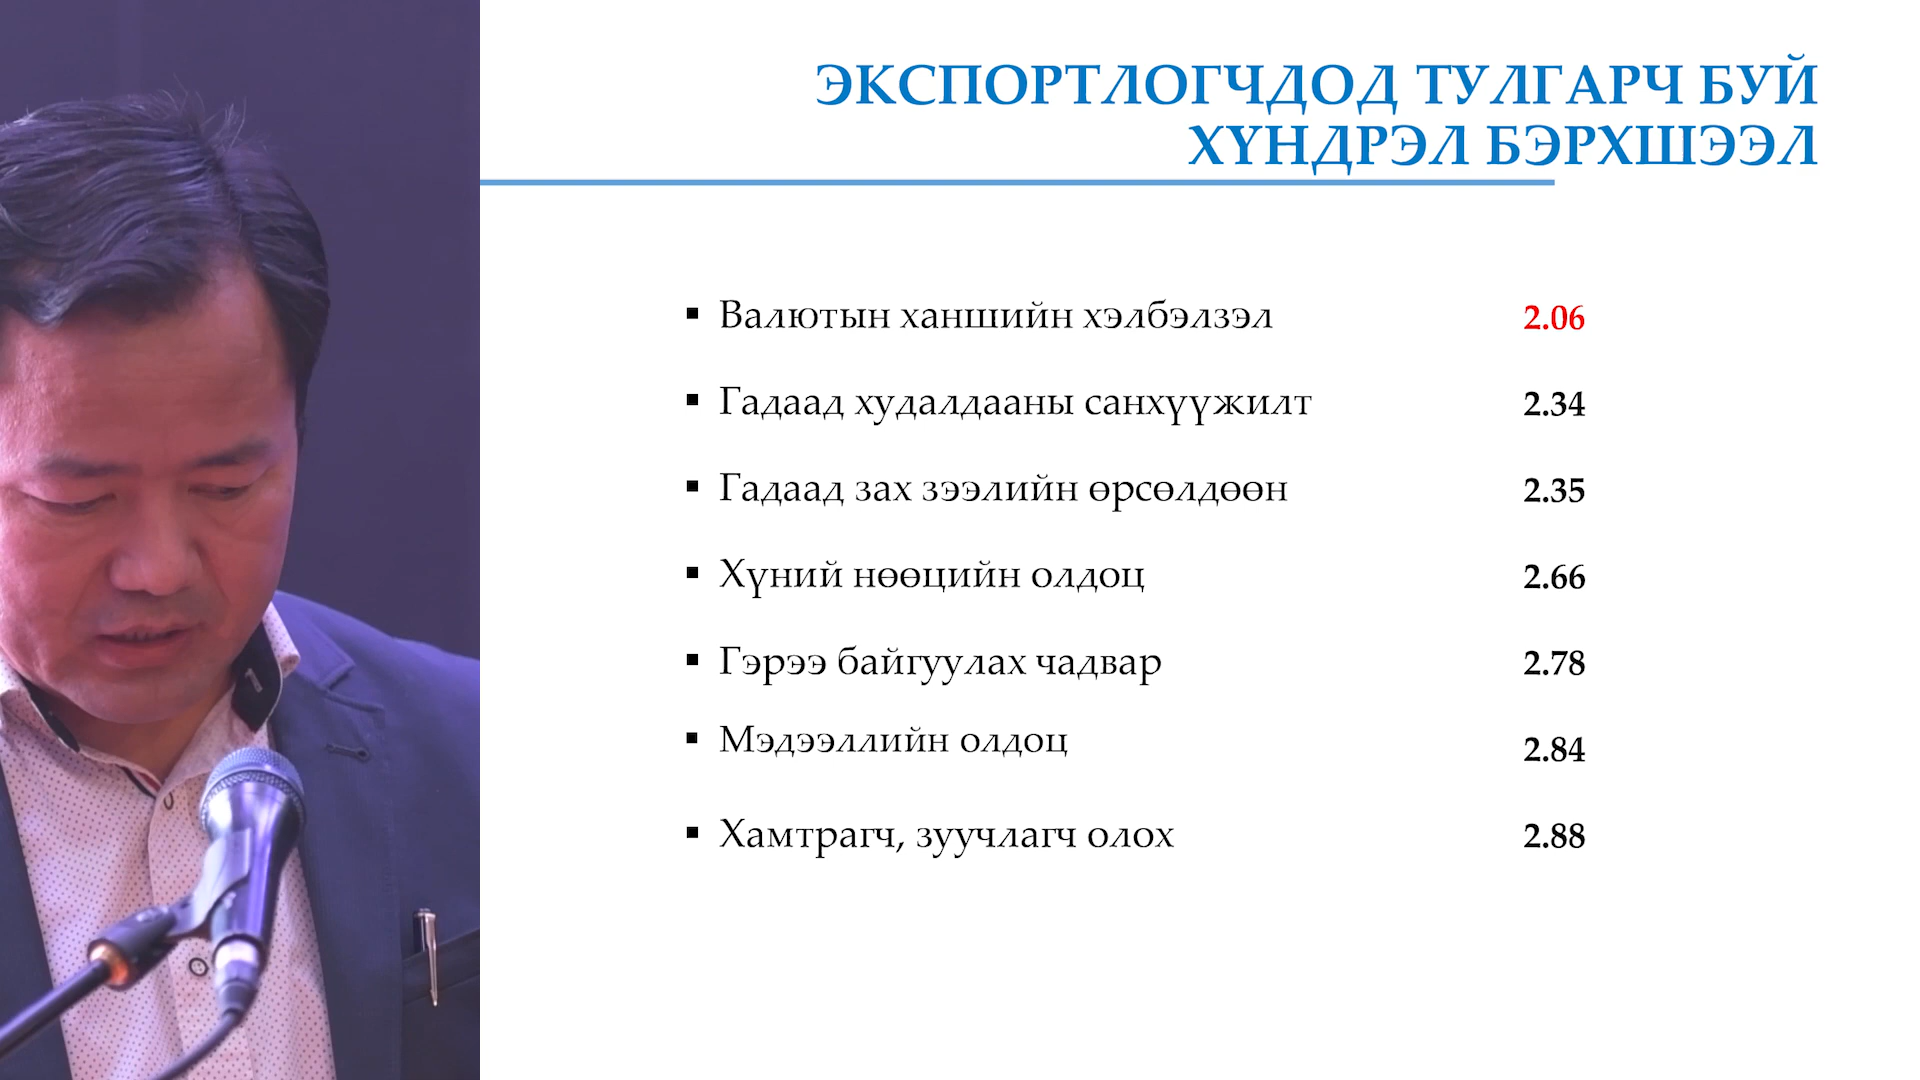 ЭКСПОРТЛОГЧДОД ТУЛГАРЧ БУЙ
ХҮНДРЭЛ БЭРХШЭЭЛ
▪ Валютын ханшийн хэлбэлзэл 2.06
▪ Гадаад худалдааны санхүүжилт 2.34
▪ Гадаад зах зээлийн өрсөлдөөн 2.35
▪ Хүний нөөцийн олдоц 2.66
▪ Гэрээ байгуулах чадвар 2.78
▪ Мэдээллийн олдоц 2.84
▪ Хамтрагч, зуучлагч олох 2.88